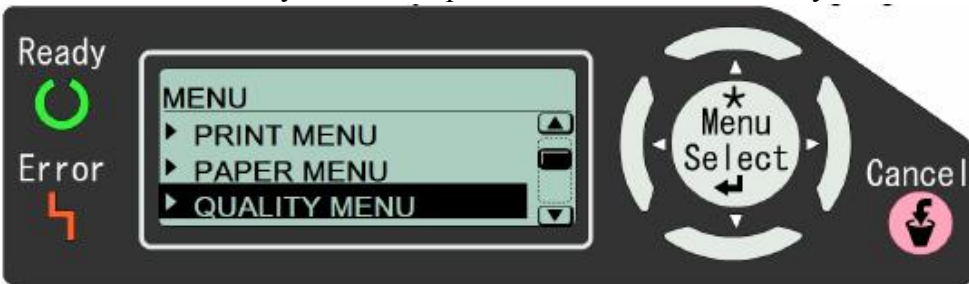 Ready
Error
MENU
PRINT MENU
PAPER MENU
QUALITY MENU
* Menu
Select
Cancel